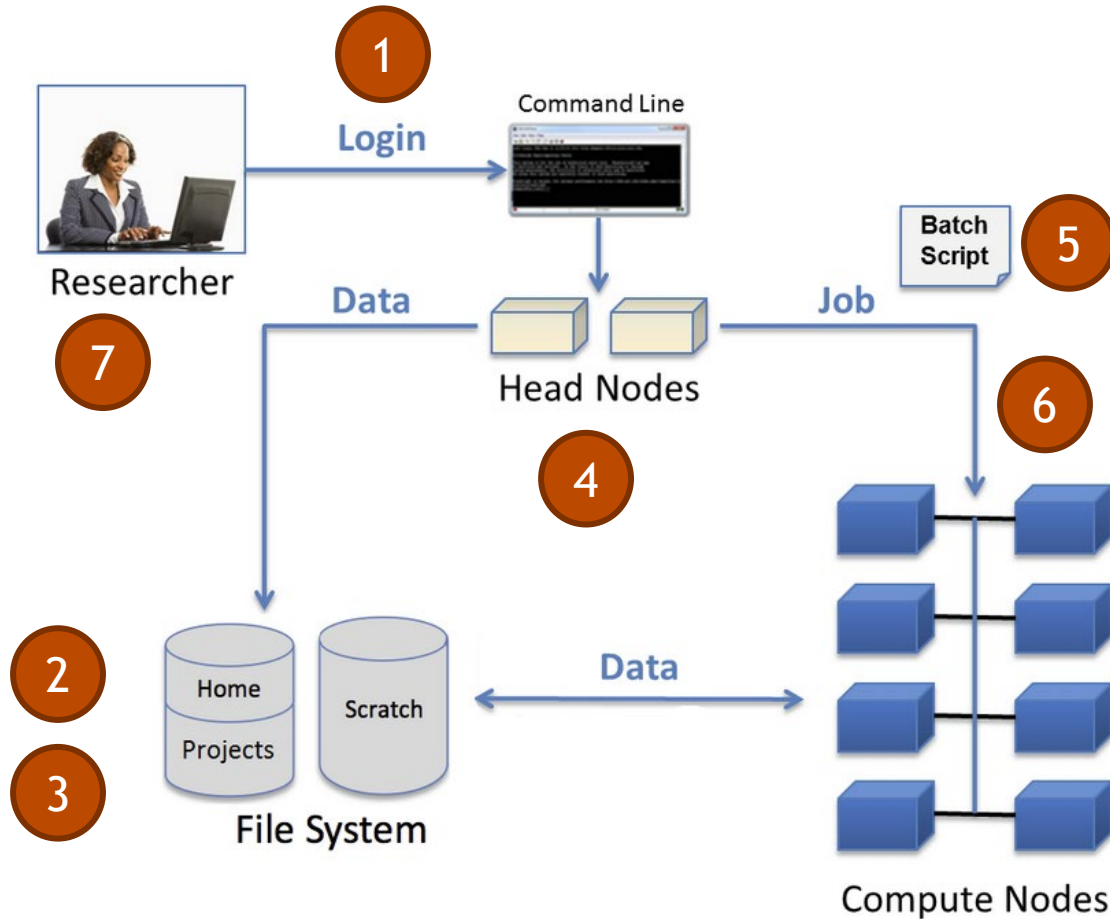 1
Command Line
Login
Batch
Script
5
Researcher
Data
Job
7
Head Nodes
6
4
2
Home
Data
Scratch
Projects
3
File System
Compute Nodes